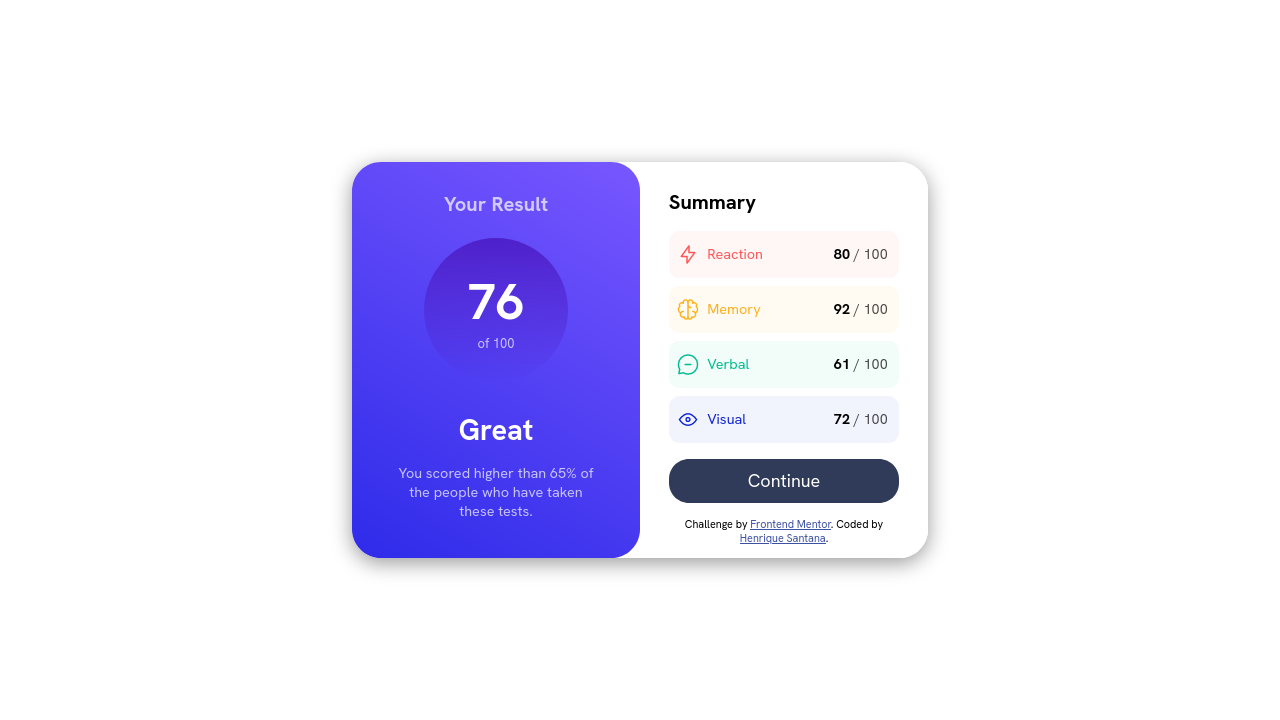 Your Result
76
of 100
Great
You scored higher than 65% of
the people who have taken
these tests.
Summary
Reaction 80 / 100
Memory 92 / 100
Verbal 61 / 100
Visual 72 / 100
Continue
Challenge by Frontend Mentor. Coded by
Henrique Santana.